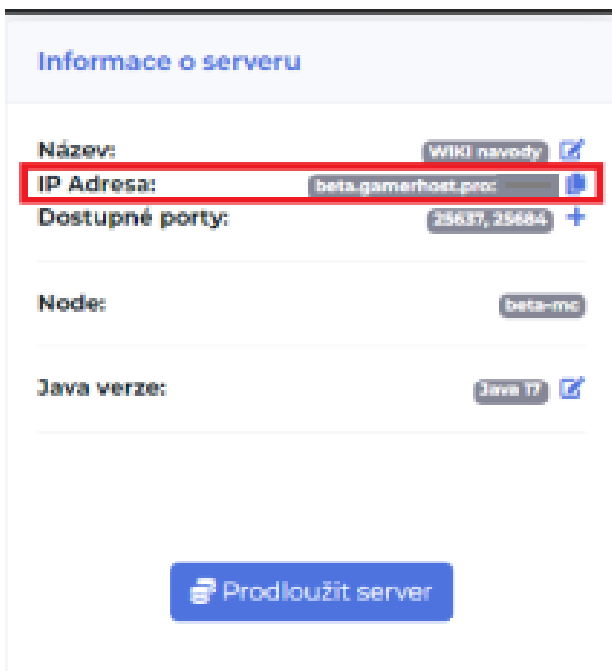 Informace o serveru
Název: WIKI navody
IP Adresa: beta.gamerhost.pro:
Dostupné porty: 25637, 25684
Node: beta-mc
Java verze: Java 17
Prodloužit server